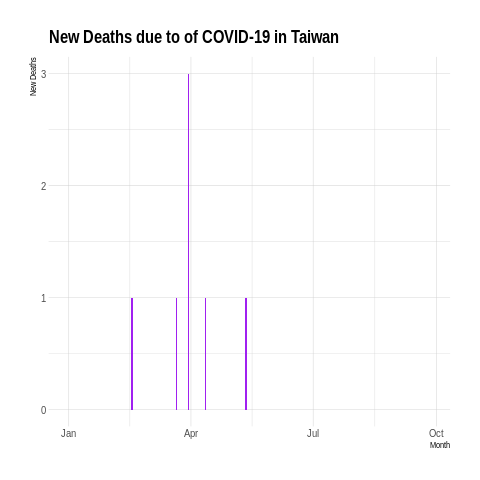 New Deaths due to of COVID-19 in Taiwan
New Deaths
3
2
1
0
Jan Apr Jul Oct
Month